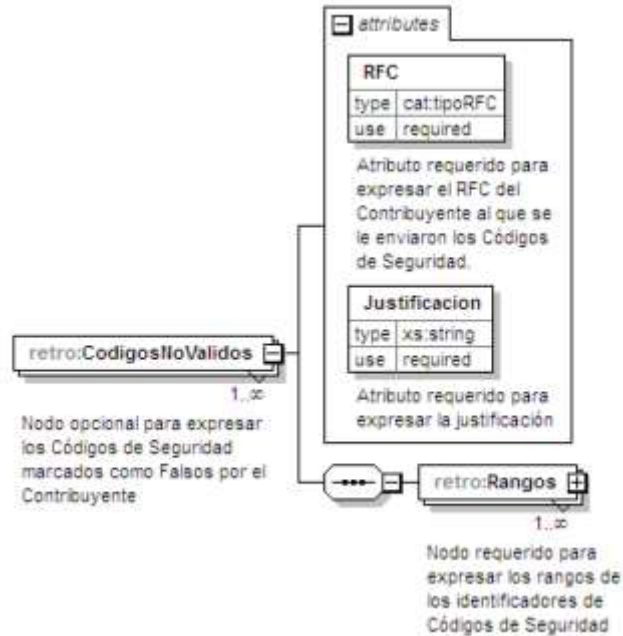 attributes
RFC
type cat:tipoRFC
use required
Atributo requerido para
expresar el RFC del
Contribuyente al que se
le enviaron los Códigos
de Seguridad.
Justificacion
type xs:string
use required
Atributo requerido para
expresar la justificación
retro:CodigosNoValidos
1..∞
Nodo opcional para expresar
los Códigos de Seguridad
marcados como Falsos por el
Contribuyente
retro:Rangos
1..∞
Nodo requerido para
expresar los rangos de
los identificadores de
Códigos de Seguridad